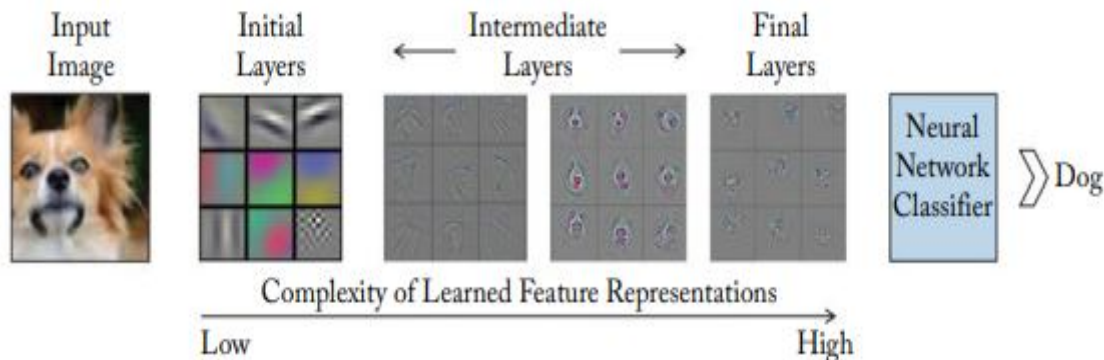 Input
Image
Initial
Layers
Intermediate
Layers
Final
Layers
Neural
Network
Classifier
Dog
Complexity of Learned Feature Representations
Low
High